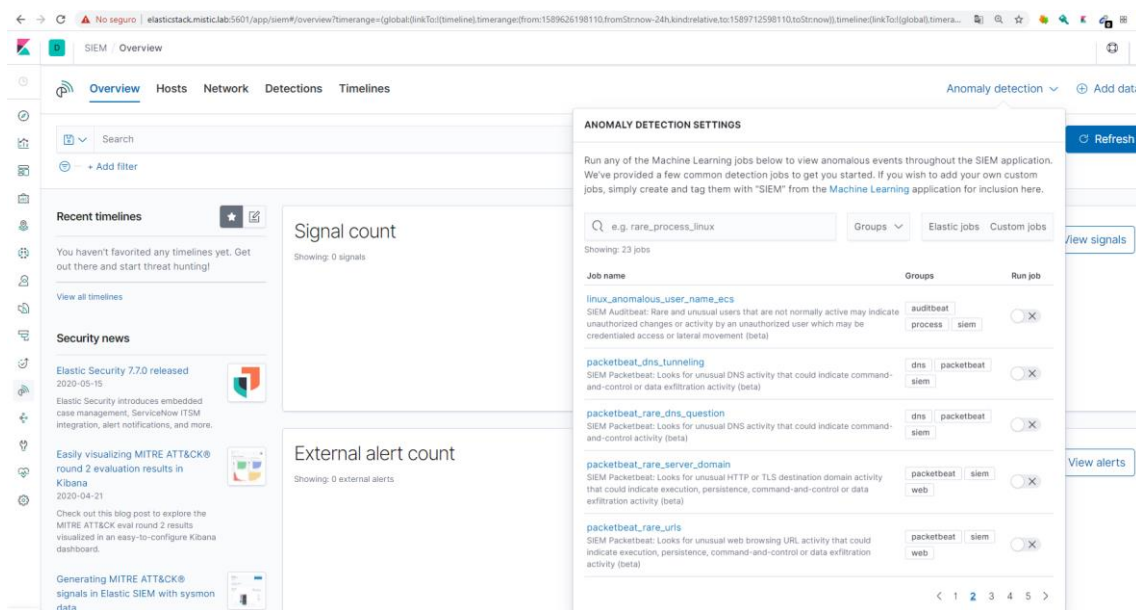 No seguro | elasticstack.mistic.lab:5601/app/siem#/overview?timerange=(global:(linkTo:!(timeline),timerange:(from:1589626198110,fromStr:now-24h,kind:relative,to:1589712598110,toStr:now)),timeline:(linkTo:!(global),timera...
D SIEM / Overview
Overview Hosts Network Detections Timelines
Anomaly detection
Add data
Search
Refresh
+ Add filter
Recent timelines
You haven't favorited any timelines yet. Get
out there and start threat hunting!
View all timelines
Security news
Elastic Security 7.7.0 released
2020-05-15
Elastic Security introduces embedded
case management, ServiceNow ITSM
integration, alert notifications, and more.
Easily visualizing MITRE ATT&CK®
round 2 evaluation results in
Kibana
2020-04-21
Check out this blog post to explore the
MITRE ATT&CK eval round 2 results
visualized in an easy-to-configure Kibana
dashboard.
Generating MITRE ATT&CK®
signals in Elastic SIEM with sysmon
data
Signal count
Showing: 0 signals
View signals
External alert count
Showing: 0 external alerts
View alerts
ANOMALY DETECTION SETTINGS
Run any of the Machine Learning jobs below to view anomalous events throughout the SIEM application.
We've provided a few common detection jobs to get you started. If you wish to add your own custom
jobs, simply create and tag them with "SIEM" from the Machine Learning application for inclusion here.
e.g. rare_process_linux
Groups
Elastic jobs Custom jobs
Showing: 23 jobs
Job name Groups Run job
linux_anomalous_user_name_ecs
SIEM Auditbeat: Rare and unusual users that are not normally active may indicate
unauthorized changes or activity by an unauthorized user which may be
credentialed access or lateral movement (beta)
auditbeat
process siem
packetbeat_dns_tunneling
SIEM Packetbeat: Looks for unusual DNS activity that could indicate command-
and-control or data exfiltration activity (beta)
dns packetbeat
siem
packetbeat_rare_dns_question
SIEM Packetbeat: Looks for unusual DNS activity that could indicate command-
and-control activity (beta)
dns packetbeat
siem
packetbeat_rare_server_domain
SIEM Packetbeat: Looks for unusual HTTP or TLS destination domain activity
that could indicate execution, persistence, command-and-control or data
exfiltration activity (beta)
packetbeat siem
web
packetbeat_rare_urls
SIEM Packetbeat: Looks for unusual web browsing URL activity that could
indicate execution, persistence, command-and-control or data exfiltration
activity (beta)
packetbeat siem
web
< 1 2 3 4 5 >